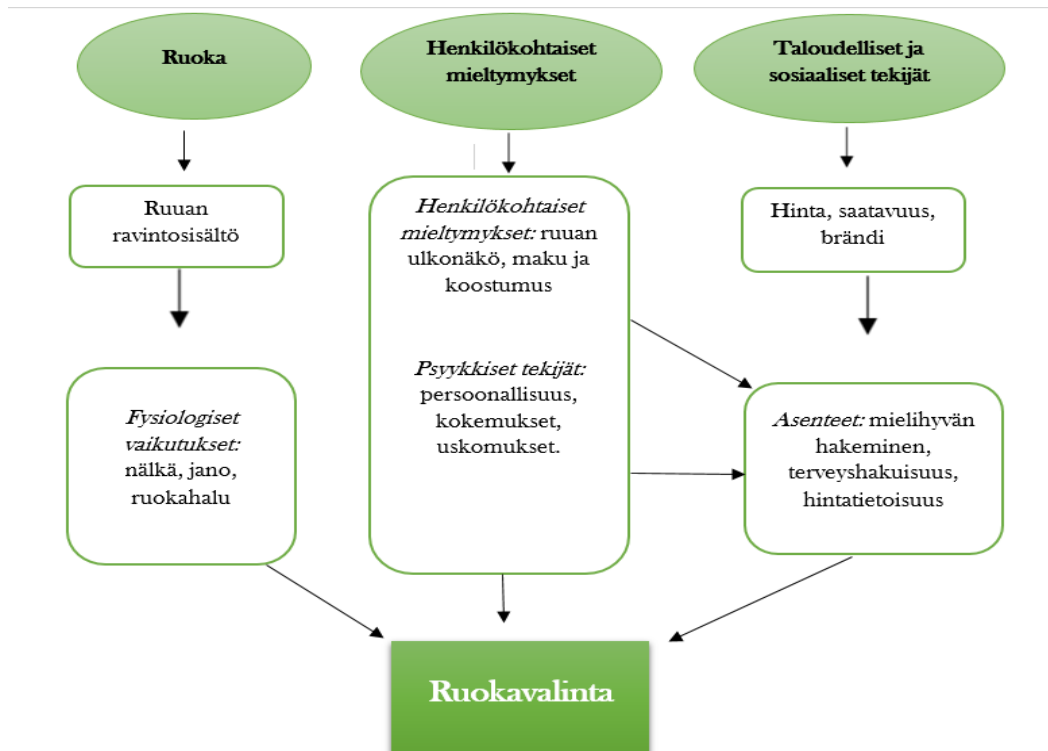 Ruoka
Henkilökohtaiset
mieltymykset
Taloudelliset ja
sosiaaliset tekijät
Ruuan
ravintosisältö
Henkilökohtaiset
mieltymykset: ruuan
ulkonäkö, maku ja
koostumus
Psyykkiset tekijät:
persoonallisuus,
kokemukset,
uskomukset.
Hinta, saatavuus,
brändi
Fysiologiset
vaikutukset:
nälkä, jano,
ruokahalu
Asenteet: mielihyvän
hakeminen,
terveyshakuisuus,
hintatietoisuus
Ruokavalinta